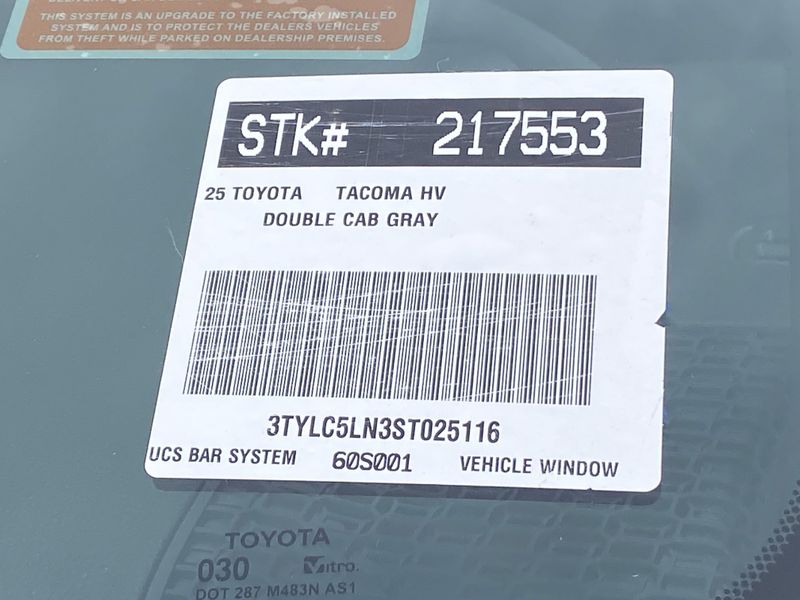 THIS SYSTEM IS AN UPGRADE TO THE FACTORY INSTALLED
SYSTEM AND IS TO PROTECT THE DEALERS VEHICLES
FROM THEFT WHILE PARKED ON DEALERSHIP PREMISES.
STK# 217553
25 TOYOTA TACOMA HV
DOUBLE CAB GRAY
3TYLC5LN3ST025116
UCS BAR SYSTEM 60S001 VEHICLE WINDOW
TOYOTA
030 Vitro.
DOT 287 M483N AS1